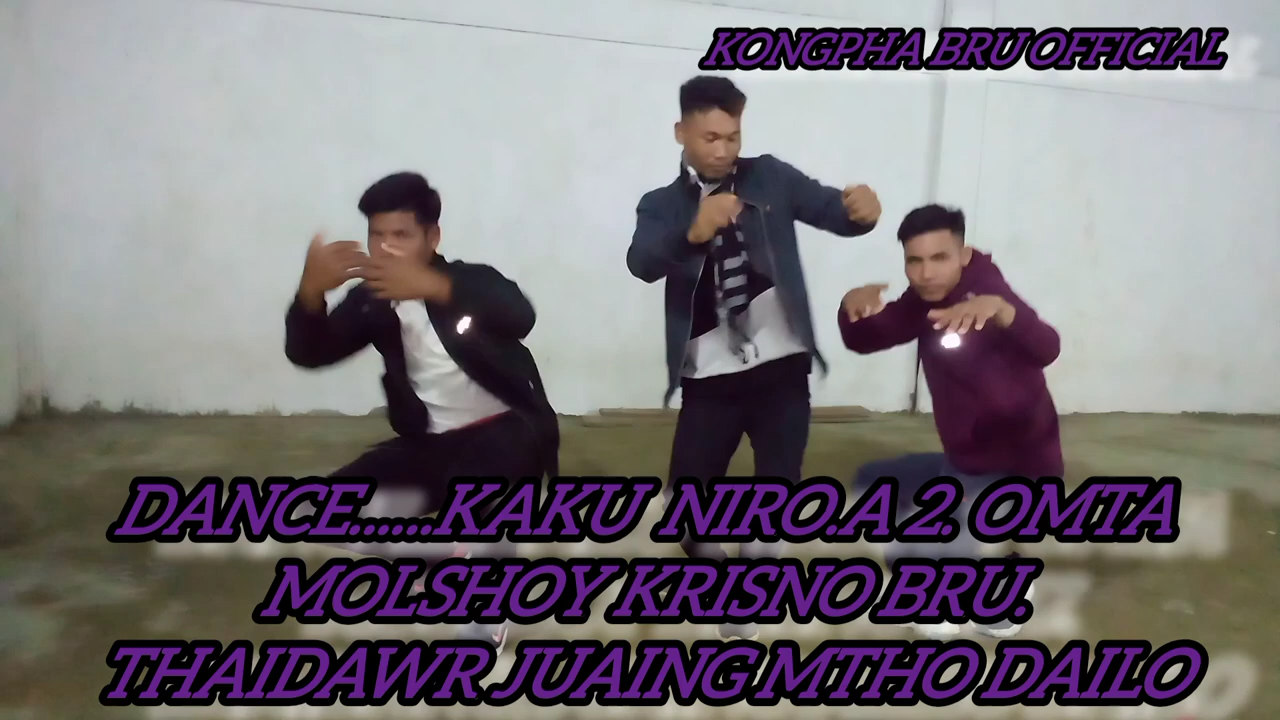 KONGPHA BRU OFFICIAL
DANCE......KAKU NIRO.A 2. OMTA
MOLSHOY KRISNO BRU.
THAIDAWR JUAING MTHO DAILO